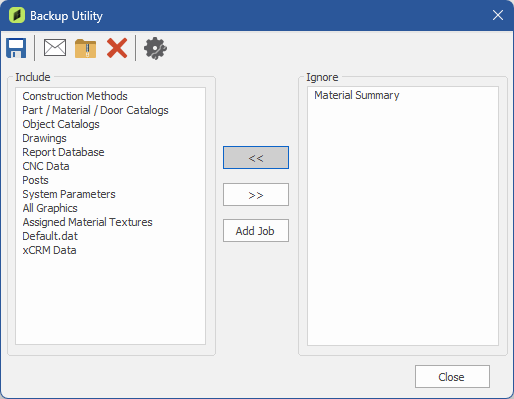 Backup Utility
Include
Construction Methods
Part / Material / Door Catalogs
Object Catalogs
Drawings
Report Database
CNC Data
Posts
System Parameters
All Graphics
Assigned Material Textures
Default.dat
xCRM Data
<<
>>
Add Job
Ignore
Material Summary
Close